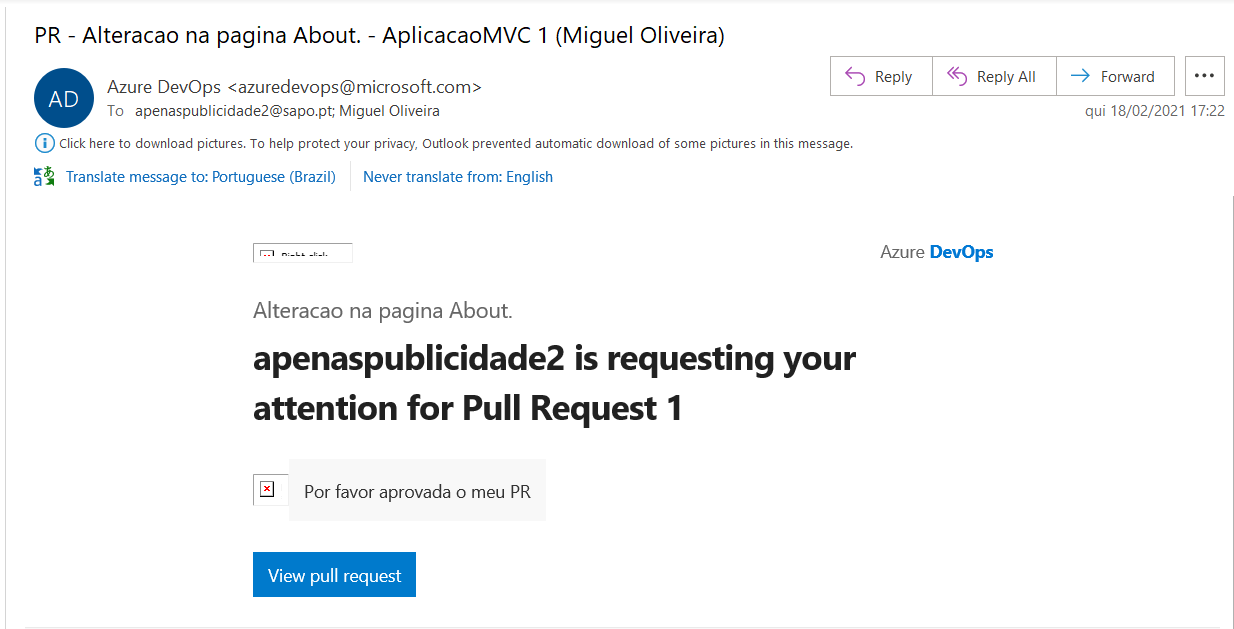 PR - Alteracao na pagina About. - AplicacaoMVC 1 (Miguel Oliveira)
AD
Azure DevOps <azuredevops@microsoft.com>
To apenaspublicidade2@sapo.pt; Miguel Oliveira
Reply
Reply All
Forward
qui 18/02/2021 17:22
Click here to download pictures. To help protect your privacy, Outlook prevented automatic download of some pictures in this message.
Translate message to: Portuguese (Brazil)
Never translate from: English
Azure DevOps
Alteracao na pagina About.
apenaspublicidade2 is requesting your
attention for Pull Request 1
Por favor aprovada o meu PR
View pull request